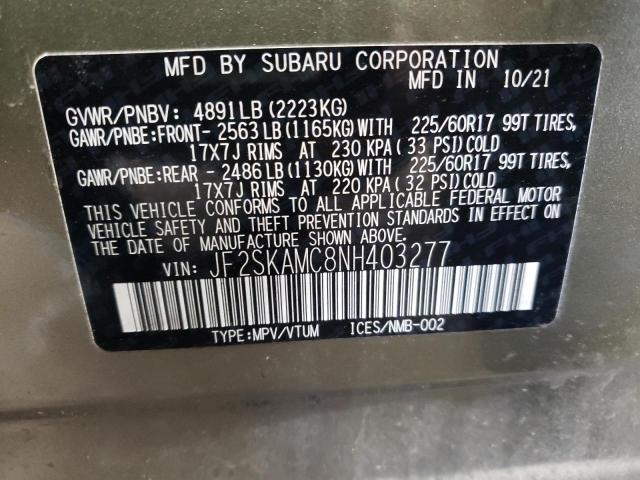 MFD BY SUBARU CORPORATION
MFD IN 10/21
GVWR/PNBV: 4891LB (2223KG)
GAWR/PNBE:FRONT- 2563LB (1165KG)WITH 225/60R17 99T TIRES,
17X7J RIMS AT 230 KPA (33 PSI)COLD
GAWR/PNBE:REAR - 2486LB (1130KG)WITH 225/60R17 99T TIRES,
17X7J RIMS AT 220 KPA (32 PSI)COLD
THIS VEHICLE CONFORMS TO ALL APPLICABLE FEDERAL MOTOR
VEHICLE SAFETY AND THEFT PREVENTION STANDARDS IN EFFECT ON
THE DATE OF MANUFACTURE SHOWN ABOVE.
VIN: JF2SKAMC8NH403277
TYPE:MPV/VTUM ICES/NMB-002